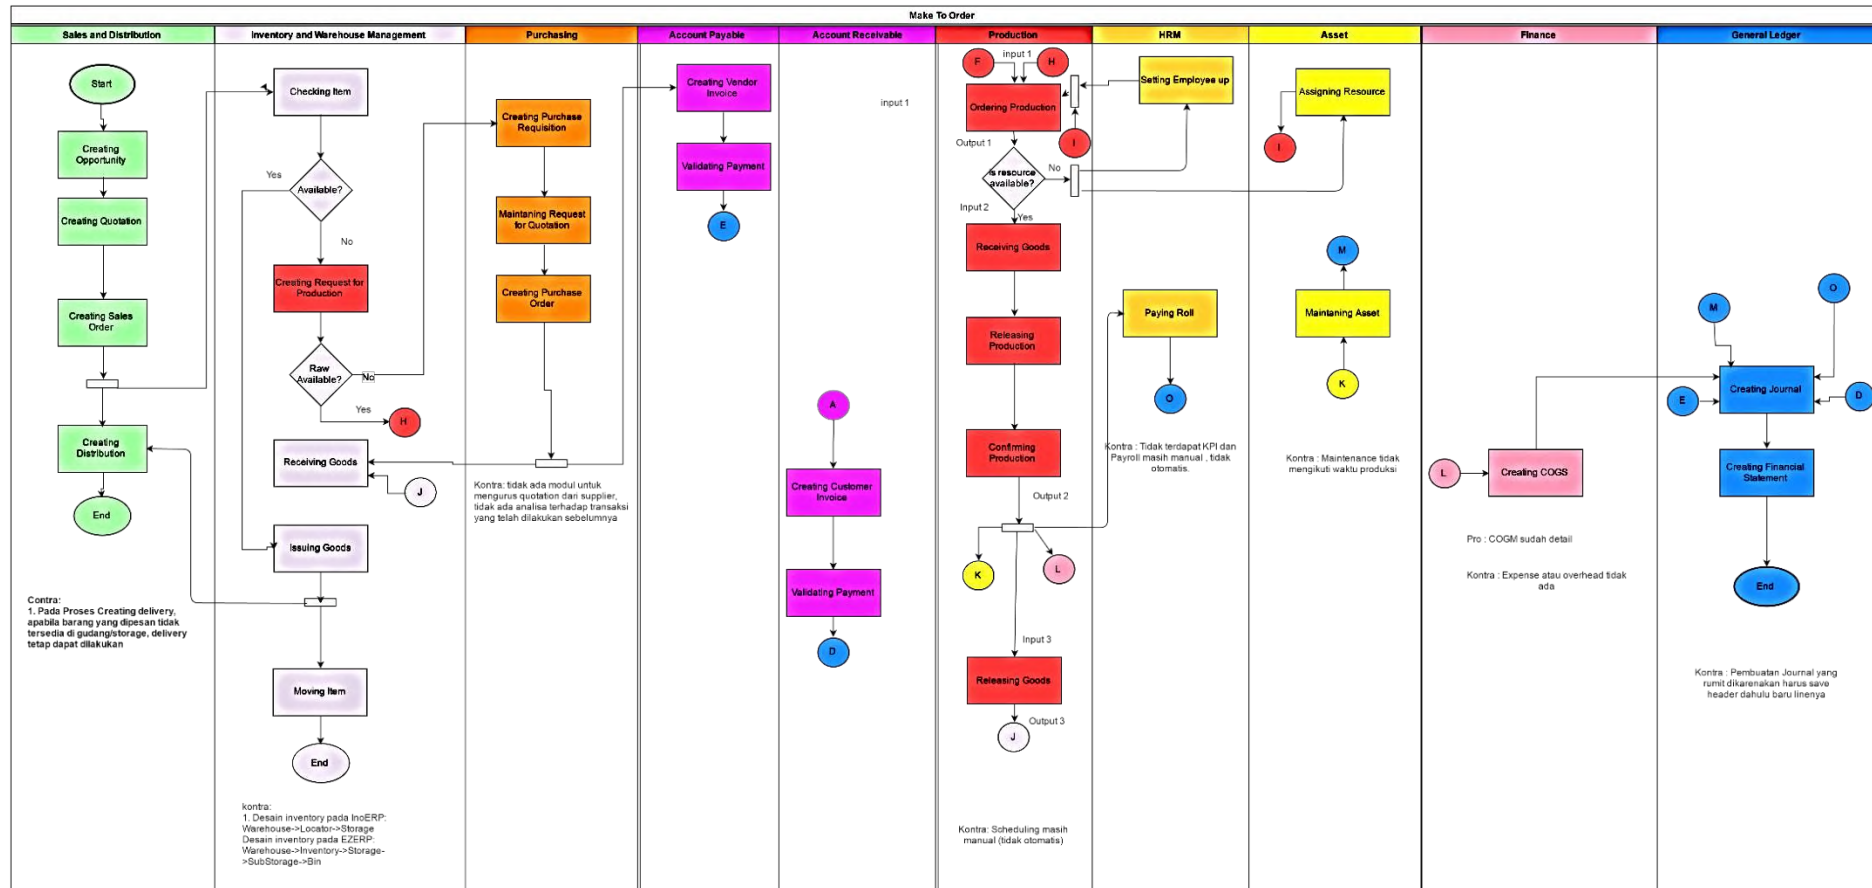 Make To Order
Sales and Distribution
Inventory and Warehouse Management
Purchasing
Account Payable
Account Receivable
Production
HRM
Asset
Finance
General Ledger
Start
Creating
Opportunity
Creating Quotation
Creating Sales
Order
Creating
Distribution
End
Contra:
1. Pada Proses Creating delivery,
apabila barang yang dipesan tidak
tersedia di gudang/storage, delivery
tetap dapat dilakukan
Checking Item
Yes
Available?
No
Creating Request for
Production
Raw
Available?
No
Yes
H
Receiving Goods
J
Issuing Goods
Moving Item
End
kontra:
1. Desain inventory pada InoERP:
Warehouse->Locator->Storage
Desain inventory pada EZERP:
Warehouse->Inventory->Storage-
>SubStorage->Bin
Creating Purchase
Requisition
Maintaning Request
for Quotation
Creating Purchase
Order
Kontra: tidak ada modul untuk
mengurus quotation dari supplier,
tidak ada analisa terhadap transaksi
yang telah dilakukan sebelumnya
Creating Vendor
Invoice
Validating Payment
E
input 1
A
Creating Customer
Invoice
Validating Payment
D
input 1
F
H
Ordering Production
I
Output 1
Is resource
available?
No
Input 2
Yes
Receiving Goods
Releasing
Production
Confirming
Production
Output 2
K
L
Input 3
Releasing Goods
Output 3
J
Kontra: Scheduling masih
manual (tidak otomatis)
Setting Employee up
Paying Roll
O
Kontra : Tidak terdapat KPI dan
Payroll masih manual , tidak
otomatis.
Assigning Resource
I
M
Maintaning Asset
K
Kontra : Maintenance tidak
mengikuti waktu produksi
L
Creating COGS
Pro : COGM sudah detail
Kontra : Expense atau overhead tidak
ada
M
O
Creating Journal
E
D
Creating Financial
Statement
End
Kontra : Pembuatan Journal yang
rumit dikarenakan harus save
header dahulu baru linenya